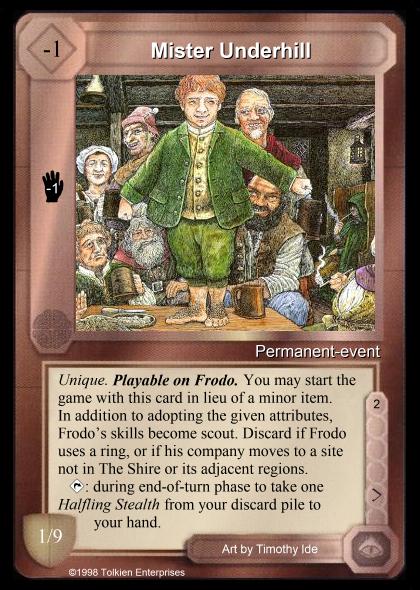 -1
Mister Underhill
-1
Permanent-event
Unique. Playable on Frodo. You may start the
game with this card in lieu of a minor item.
In addition to adopting the given attributes,
Frodo's skills become scout. Discard if Frodo
uses a ring, or if his company moves to a site
not in The Shire or its adjacent regions.
: during end-of-turn phase to take one
Halfling Stealth from your discard pile to
your hand.
2
1/9
Art by Timothy Ide
©1998 Tolkien Enterprises